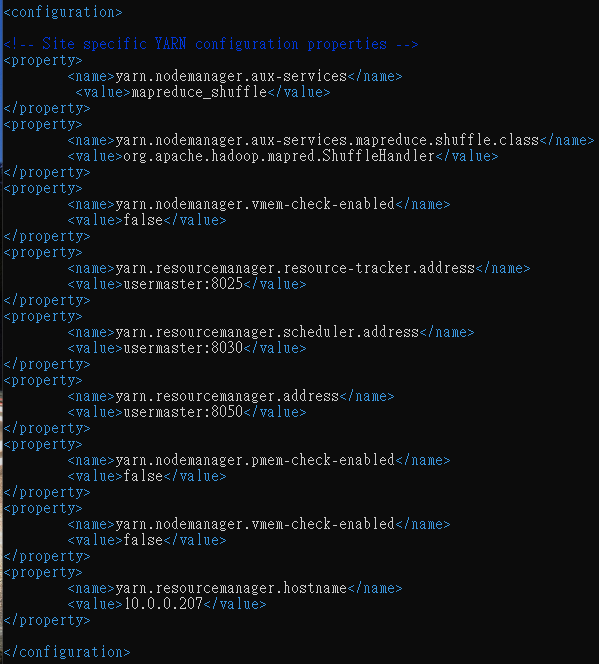 <configuration>

<!-- Site specific YARN configuration properties -->
<property>
        <name>yarn.nodemanager.aux-services</name>
         <value>mapreduce_shuffle</value>
</property>
<property>
        <name>yarn.nodemanager.aux-services.mapreduce.shuffle.class</name>
        <value>org.apache.hadoop.mapred.ShuffleHandler</value>
</property>
<property>
        <name>yarn.nodemanager.vmem-check-enabled</name>
        <value>false</value>
</property>
<property>
        <name>yarn.resourcemanager.resource-tracker.address</name>
        <value>usermaster:8025</value>
</property>
<property>
        <name>yarn.resourcemanager.scheduler.address</name>
        <value>usermaster:8030</value>
</property>
<property>
        <name>yarn.resourcemanager.address</name>
        <value>usermaster:8050</value>
</property>
<property>
        <name>yarn.nodemanager.pmem-check-enabled</name>
        <value>false</value>
</property>
<property>
        <name>yarn.nodemanager.vmem-check-enabled</name>
        <value>false</value>
</property>
<property>
        <name>yarn.resourcemanager.hostname</name>
        <value>10.0.0.207</value>
</property>

</configuration>